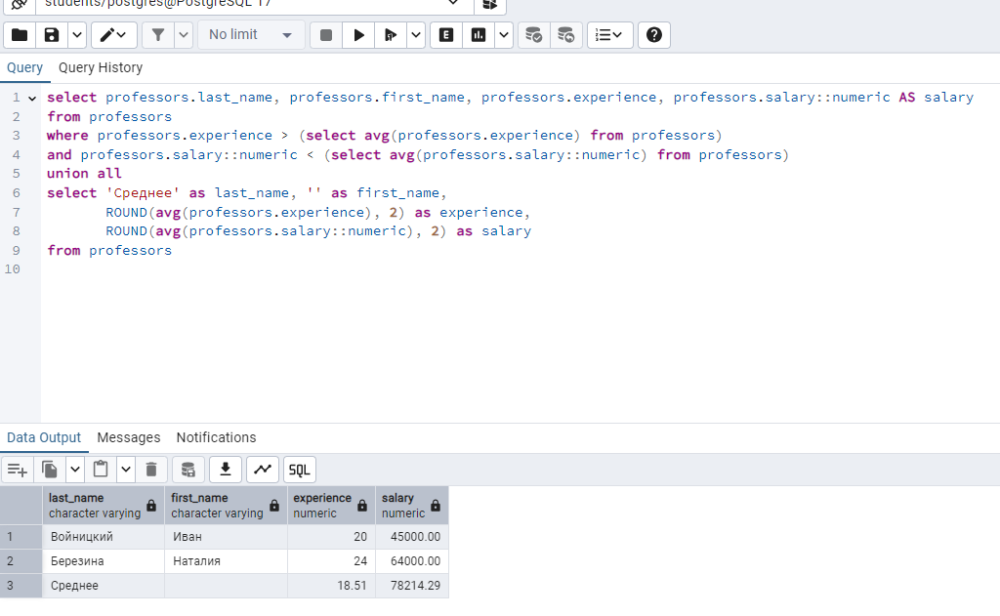 students/postgres@PostgreSQL 17
No limit
Query Query History
1 select professors.last_name, professors.first_name, professors.experience, professors.salary::numeric AS salary
2 from professors
3 where professors.experience > (select avg(professors.experience) from professors)
4 and professors.salary::numeric < (select avg(professors.salary::numeric) from professors)
5 union all
6 select 'Среднее' as last_name, '' as first_name,
7 ROUND(avg(professors.experience), 2) as experience,
8 ROUND(avg(professors.salary::numeric), 2) as salary
9 from professors
10
Data Output Messages Notifications
SQL
last_name first_name experience salary
character varying character varying numeric numeric
1 Войницкий Иван 20 45000.00
2 Березина Наталия 24 64000.00
3 Среднее 18.51 78214.29